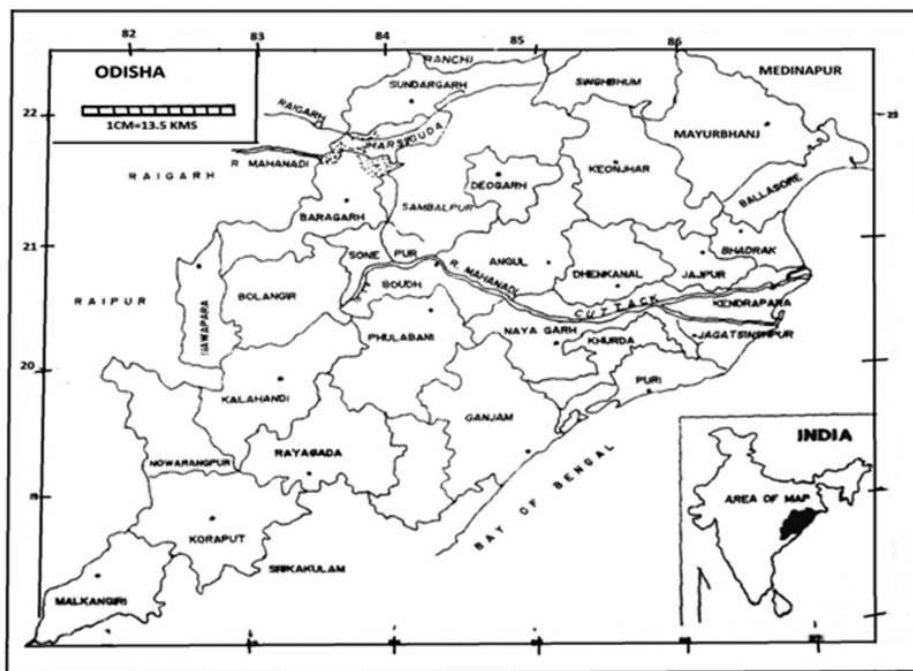 82 83 84 85 86
ODISHA
1CM=13.5 KMS
RANCHI
SUNDARGARH
SINGHBHUM
MEDINAPUR
22
RAIGARH
MAYURBHANJ
R. MAHANADI
RAIGARH
DEOGARH
KEONJHAR
BALLASORE
SAMBALPUR
BARAGARH
21
SONE PUR
ANGUL
BHADRAK
R. MAHANADI
DHENKANAL
JAJPUR
RAIPUR
BOLANGIR
BOUDH
CUTTACK
KENDRAPARA
NAWAPARA
PHULABANI
NAYA GARH
KHURDA
JAGATSINSHPUR
20
KALAHANDI
PURI
GANJAM
RAYAGADA
NOWARANGPUR
BAY OF BENGAL
INDIA
AREA OF MAP
KORAPUT
SRIKAKULAM
MALKANGIRI
84 85